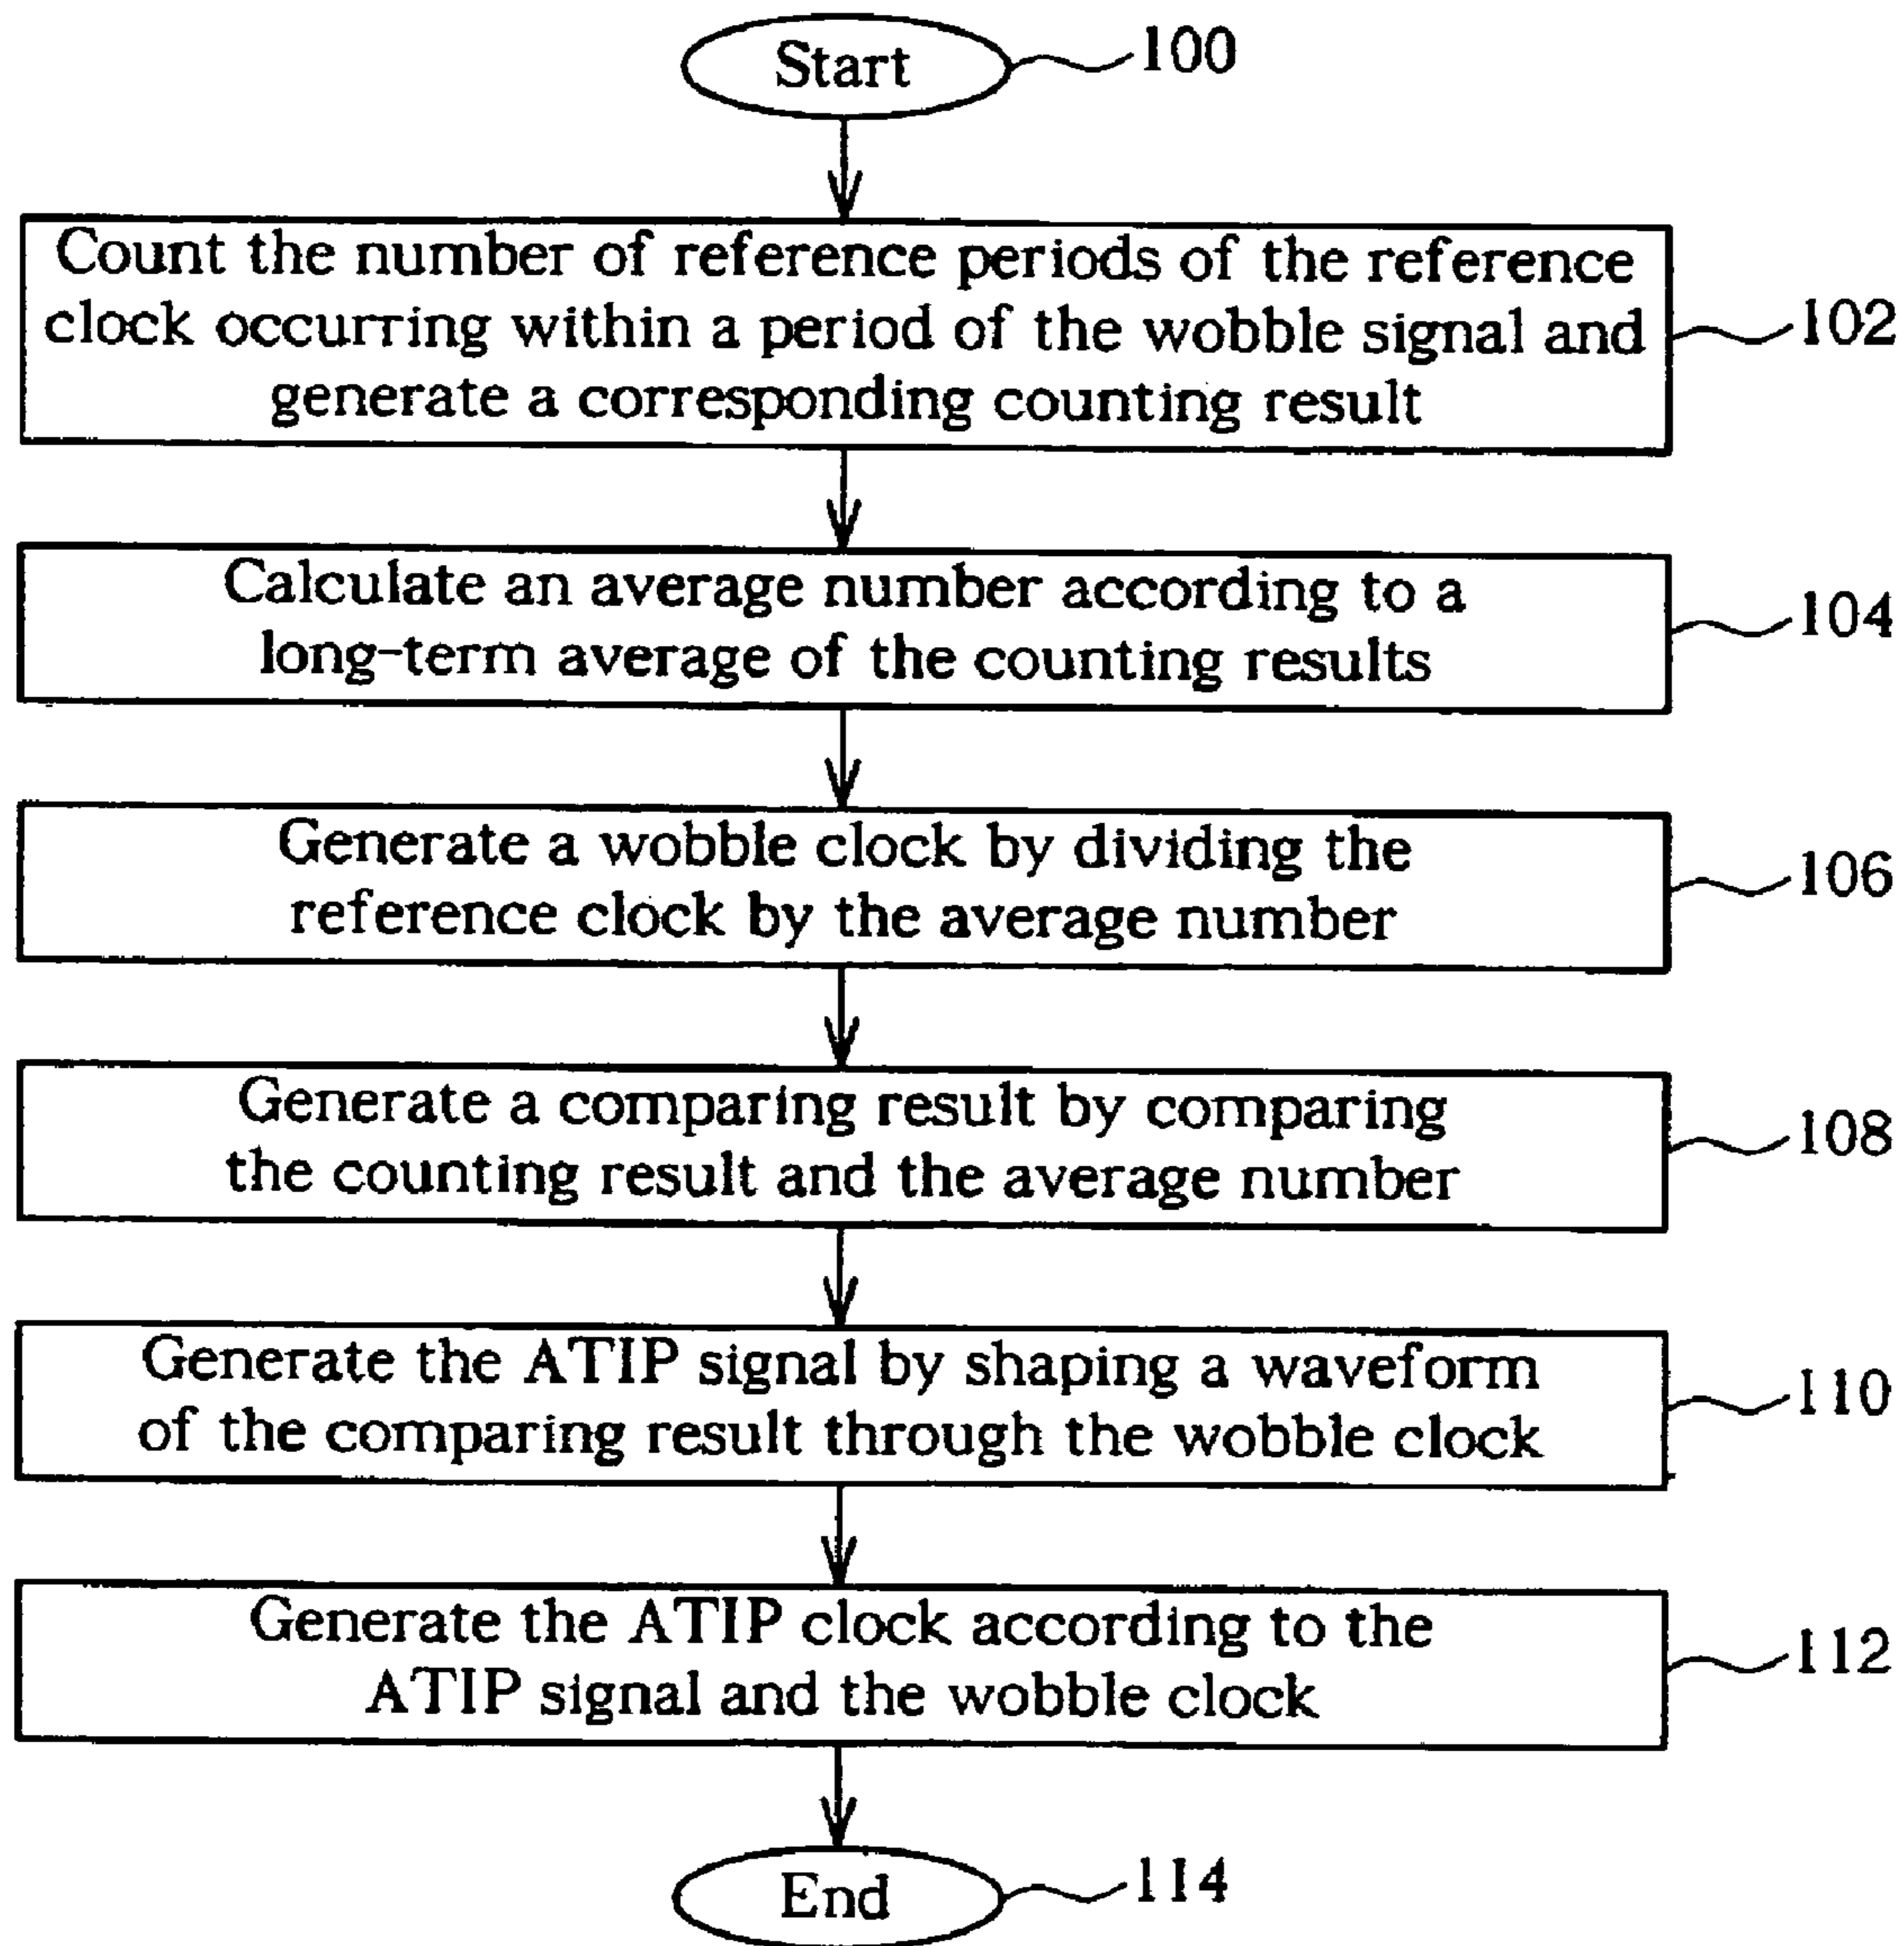 Start
100
Count the number of reference periods of the reference
clock occurring within a period of the wobble signal and
generate a corresponding counting result
102
Calculate an average number according to a
long-term average of the counting results
104
Generate a wobble clock by dividing the
reference clock by the average number
106
Generate a comparing result by comparing
the counting result and the average number
108
Generate the ATIP signal by shaping a waveform
of the comparing result through the wobble clock
110
Generate the ATIP clock according to the
ATIP signal and the wobble clock
112
End
114